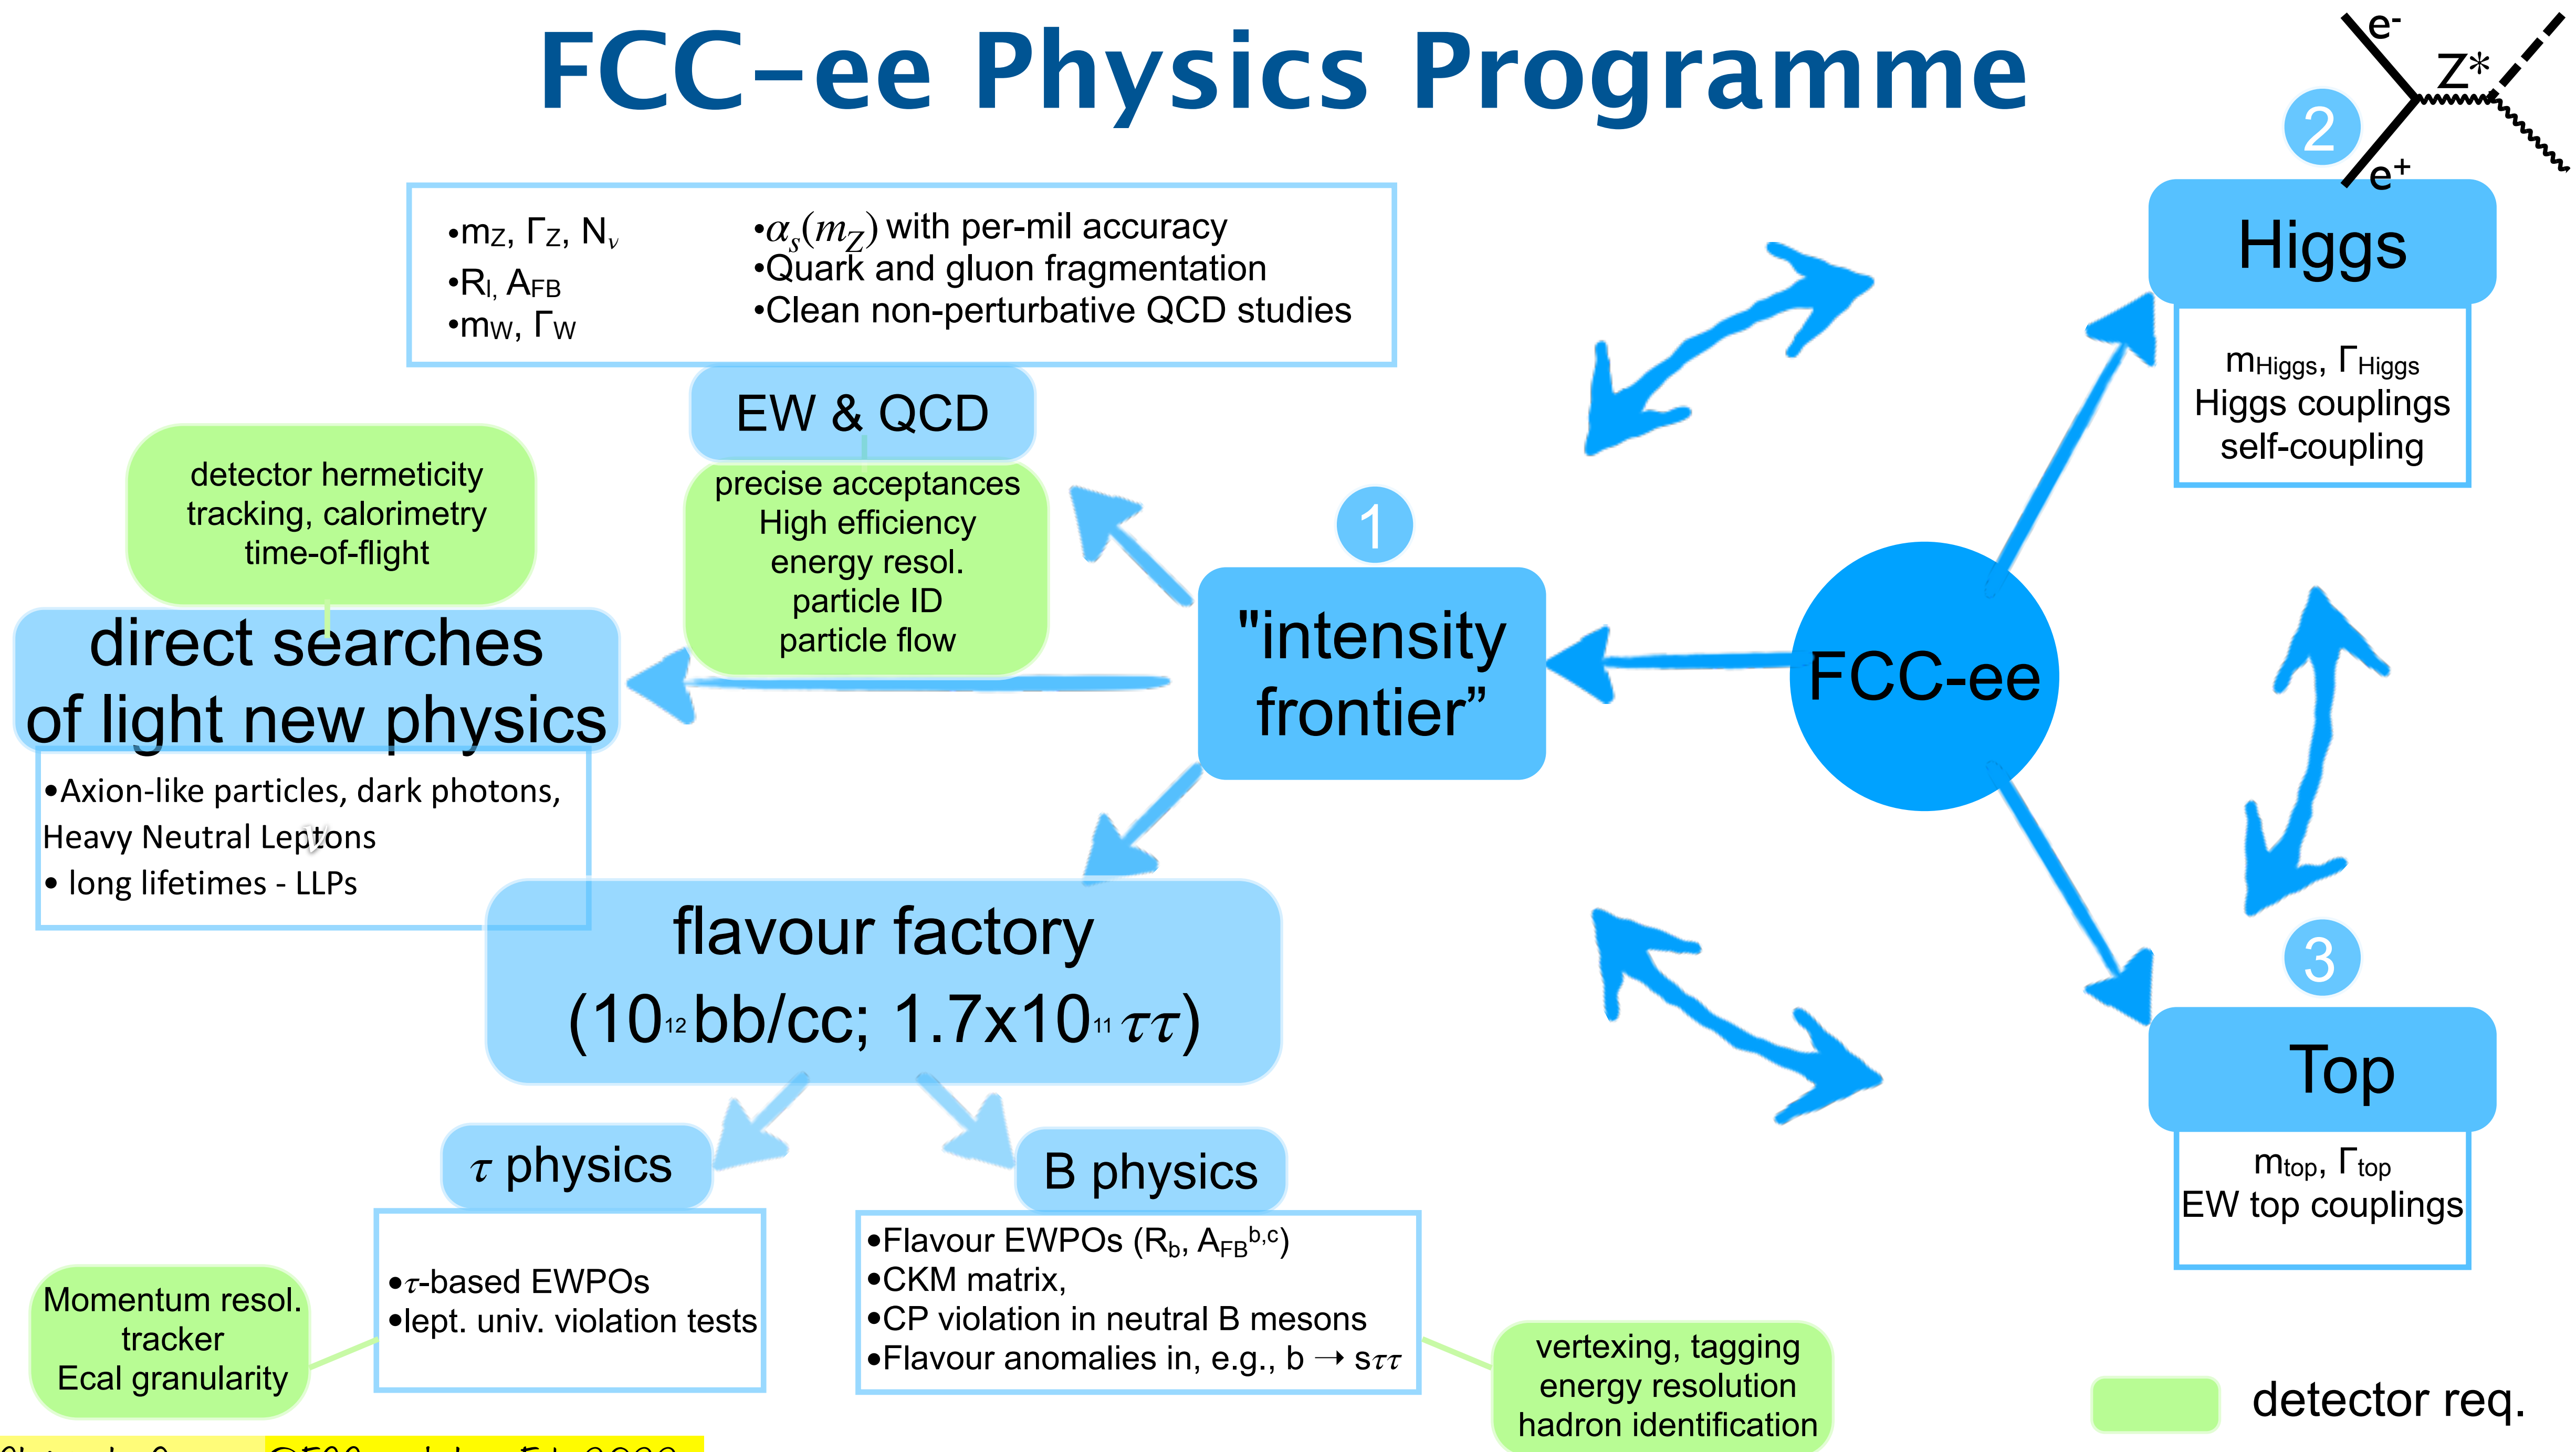 FCC-ee Physics Programme
e-
Z*
e+
2
Higgs
mHiggs, ΓHiggs
Higgs couplings
self-coupling
•mZ, ΓZ, Nν
•Rl, AFB
•mW, ΓW
•αs(mZ) with per-mil accuracy
•Quark and gluon fragmentation
•Clean non-perturbative QCD studies
EW & QCD
precise acceptances
High efficiency
energy resol.
particle ID
particle flow
detector hermeticity
tracking, calorimetry
time-of-flight
direct searches
of light new physics
•Axion-like particles, dark photons,
Heavy Neutral Leptons
• long lifetimes - LLPs
1
"intensity
frontier”
FCC-ee
flavour factory
(10¹² bb/cc; 1.7x10¹¹ ττ)
τ physics
•τ-based EWPOs
•lept. univ. violation tests
Momentum resol.
tracker
Ecal granularity
B physics
•Flavour EWPOs (Rb, AFBb,c)
•CKM matrix,
•CP violation in neutral B mesons
•Flavour anomalies in, e.g., b → sττ
vertexing, tagging
energy resolution
hadron identification
3
Top
mtop, Γtop
EW top couplings
detector req.